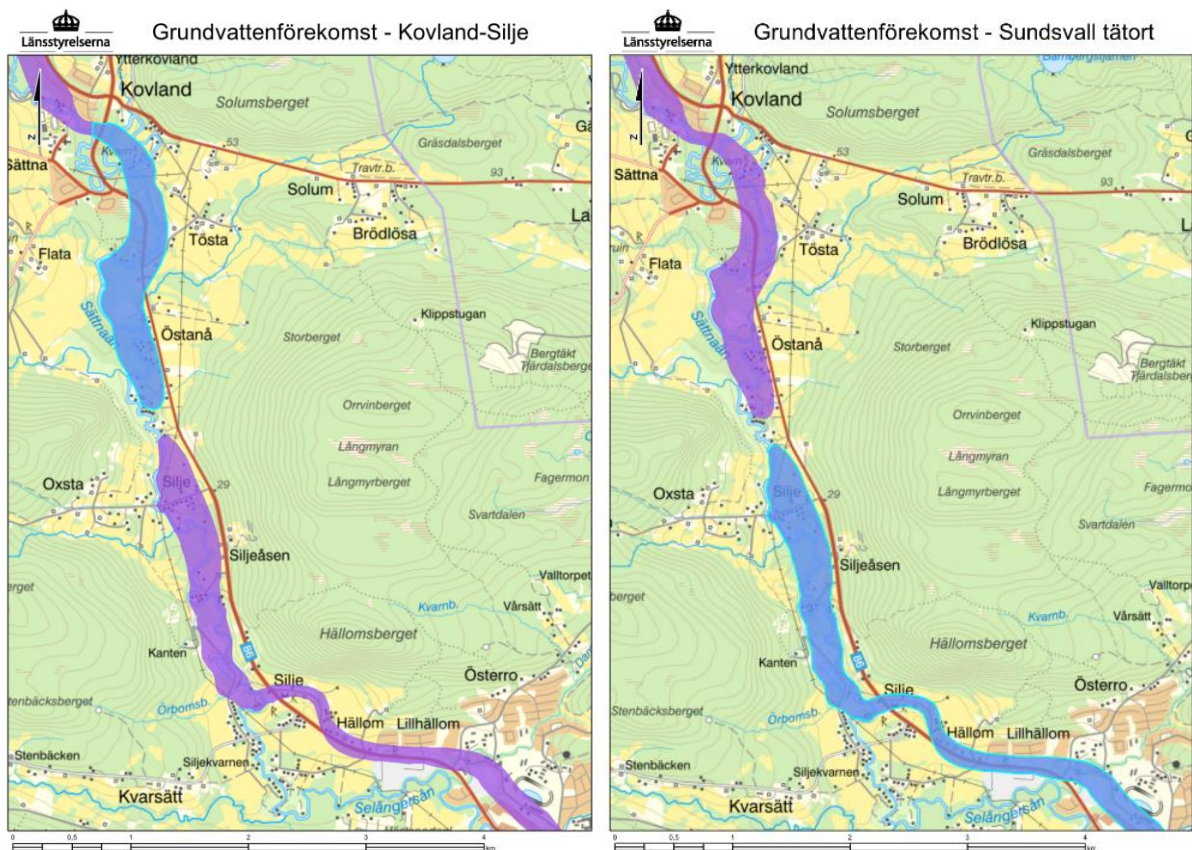 Länsstyrelserna
Grundvattenförekomst - Kovland-Silje
Ytterkovland
Kovland
Solumsberget
N
Kvarn
53
Gräsdalsberget
Sättna
Travtr.b.
93
Solum
Flata
Tösta
Brödlösa
Sättnaån
Klippstugan
Östanå
Storberget
Bergtäkt
Orrvinberget
Långmyran
Oxsta
Silje
29
Långmyrberget
Fagermon
Svartdalen
Siljeåsen
Valltorpet
Kvarnb.
Vårsätt
Hällomsberget
Kanten
86
Österro
Silje
Stenbäcksberget
Örbomsb.
Hällom
Lillhällom
Stenbäcken
Siljekvarnen
Kvarsätt
Selångersån
0 0,5 1 2 3 4
km
Länsstyrelserna
Grundvattenförekomst - Sundsvall tätort
Ytterkovland
Kovland
Solumsberget
N
Kvarn
53
Gräsdalsberget
Sättna
Travtr.b.
93
Solum
Flata
Tösta
Brödlösa
Sättnaån
Klippstugan
Östanå
Storberget
Bergtäkt
Orrvinberget
Långmyran
Oxsta
Silje
29
Långmyrberget
Fagermon
Svartdalen
Siljeåsen
Valltorpet
Kvarnb.
Vårsätt
Hällomsberget
Kanten
86
Österro
Silje
Stenbäcksberget
Örbomsb.
Hällom
Lillhällom
Stenbäcken
Siljekvarnen
Kvarsätt
Selångersån
0 0,5 1 2 3 4
km